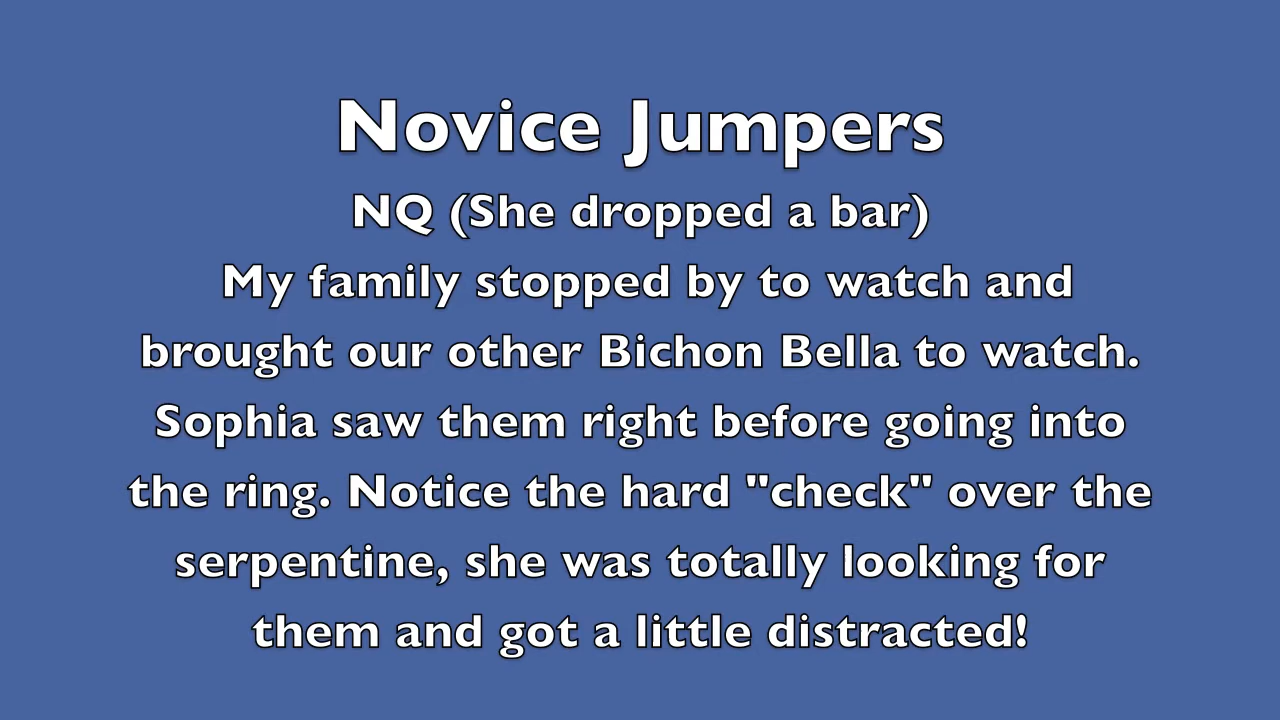 Novice Jumpers
NQ (She dropped a bar)
My family stopped by to watch and
brought our other Bichon Bella to watch.
Sophia saw them right before going into
the ring. Notice the hard "check" over the
serpentine, she was totally looking for
them and got a little distracted!